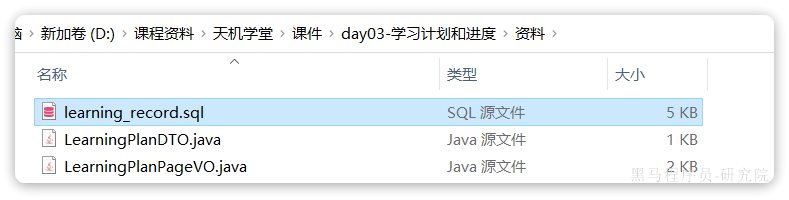 脑 › 新加卷 (D:) › 课程资料 › 天机学堂 › 课件 › day03-学习计划和进度 › 资料 ›
名称 类型 大小
learning_record.sql SQL 源文件 5 KB
LearningPlanDTO.java Java 源文件 1 KB
LearningPlanPageVO.java Java 源文件 2 KB
黑马程序员-研究院